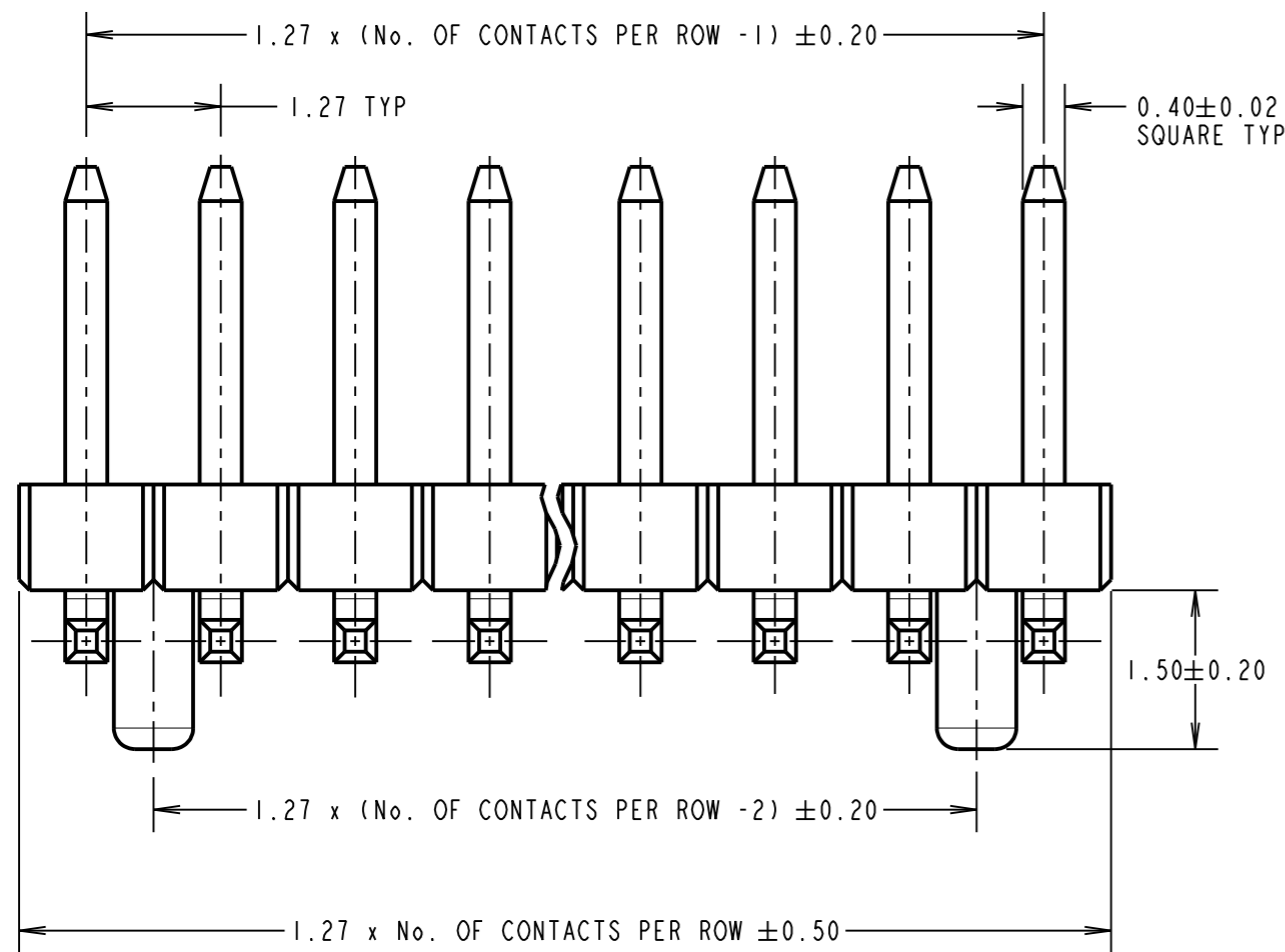 1.27 x (No. OF CONTACTS PER ROW -1) ±0.20
1.27 TYP
0.40±0.02
SQUARE TYP
1.50±0.20
1.27 x (No. OF CONTACTS PER ROW -2) ±0.20
1.27 x No. OF CONTACTS PER ROW ±0.50